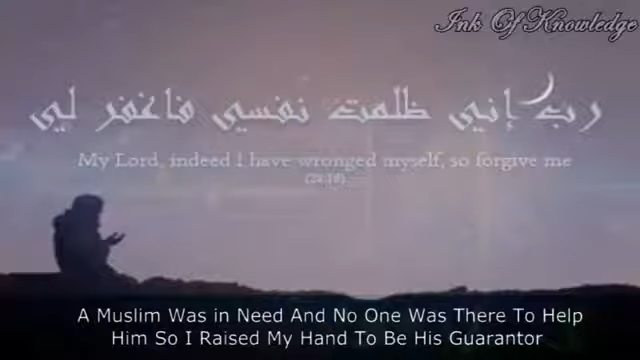 Ink Of Knowledge
رب إني ظلمت نفسي فاغفر لي
My Lord, indeed I have wronged myself, so forgive me
(28:16)
A Muslim Was in Need And No One Was There To Help
Him So I Raised My Hand To Be His Guarantor